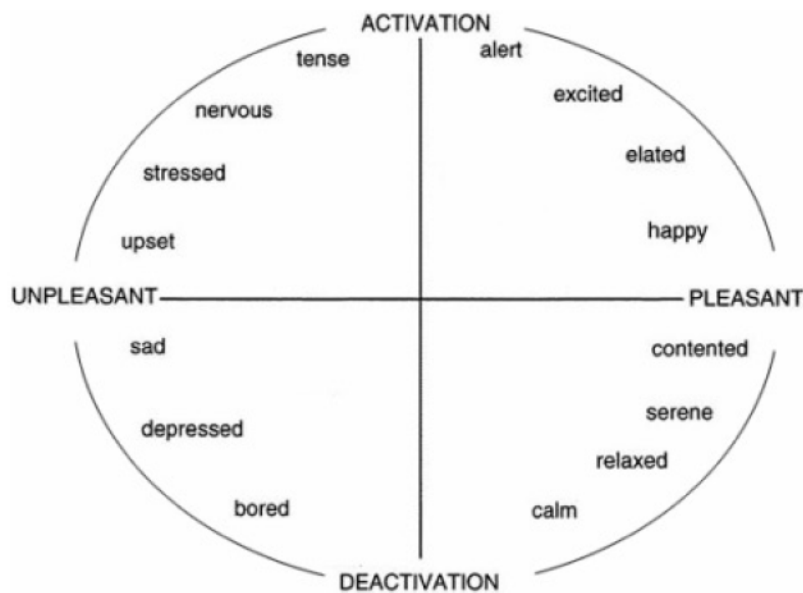 ACTIVATION
tense
alert
excited
nervous
elated
stressed
happy
upset
UNPLEASANT
PLEASANT
sad
contented
serene
depressed
relaxed
bored
calm
DEACTIVATION